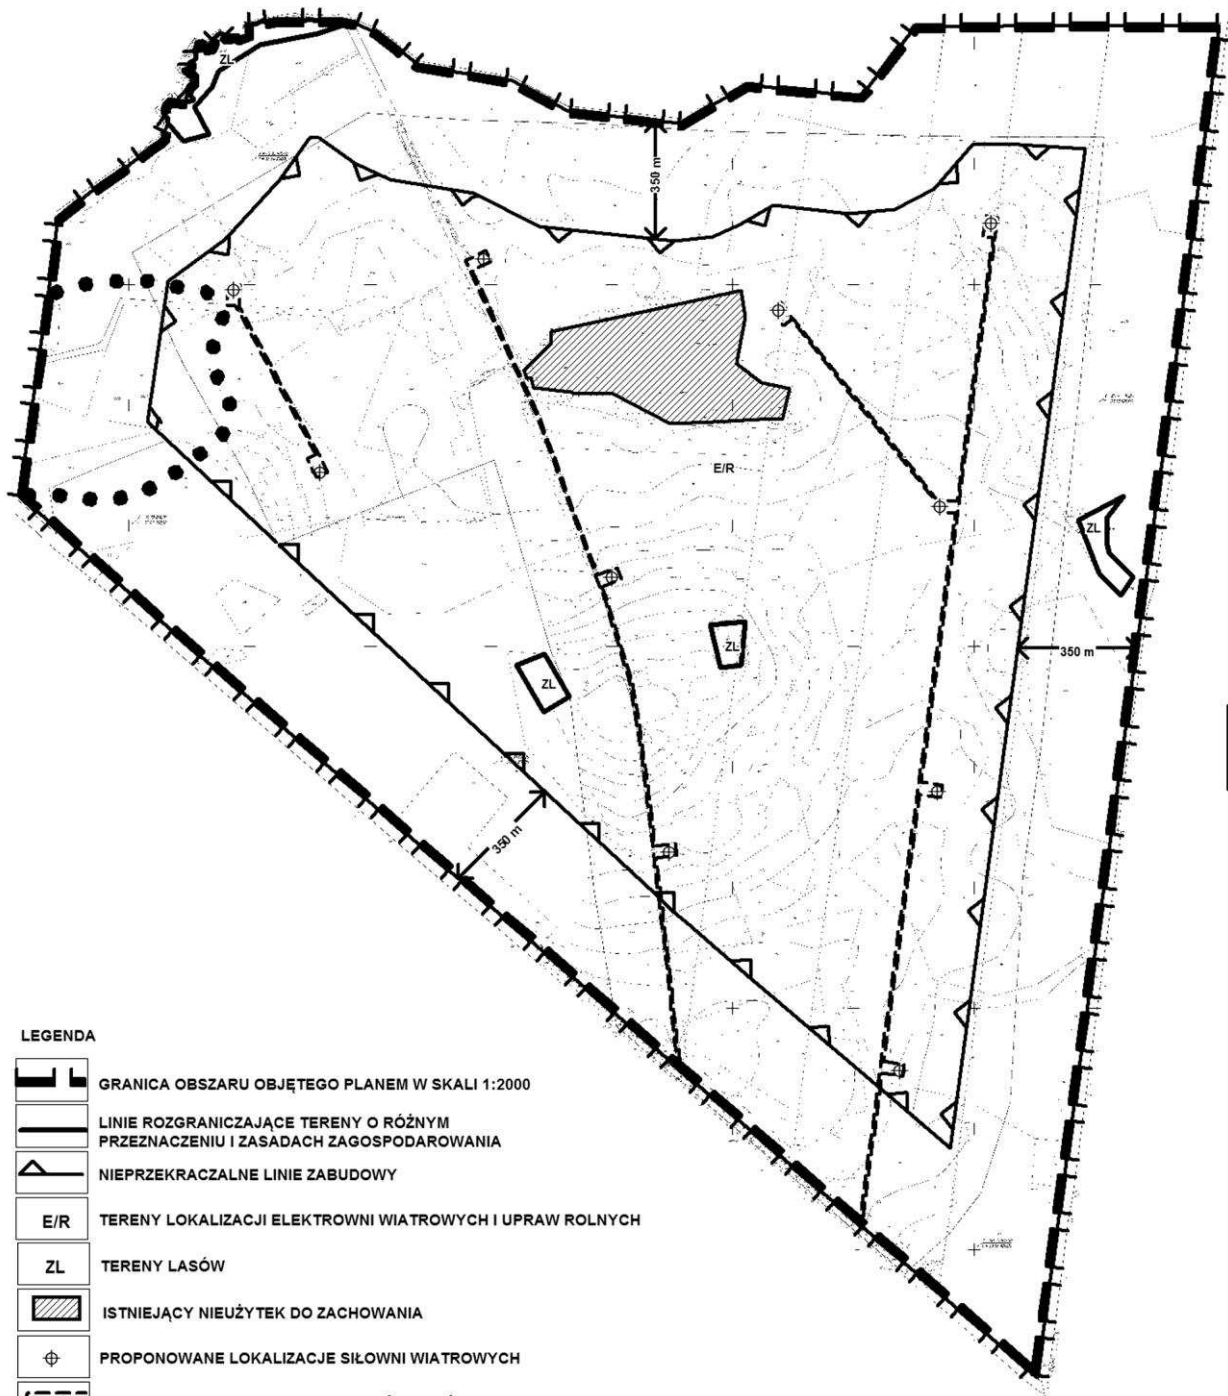 ZL
350 m
E/R
ZL
ZL
350 m
ZL
350 m
LEGENDA
GRANICA OBSZARU OBJĘTEGO PLANEM W SKALI 1:2000
LINIE ROZGRANICZAJĄCE TERENY O RÓŻNYM
PRZEZNACZENIU I ZASADACH ZAGOSPODAROWANIA
NIEPRZEKRACZALNE LINIE ZABUDOWY
E/R TERENY LOKALIZACJI ELEKTROWNI WIATROWYCH I UPRAW ROLNYCH
ZL TERENY LASÓW
ISTNIEJĄCY NIEUŻYTEK DO ZACHOWANIA
PROPONOWANE LOKALIZACJE SIŁOWNI WIATROWYCH